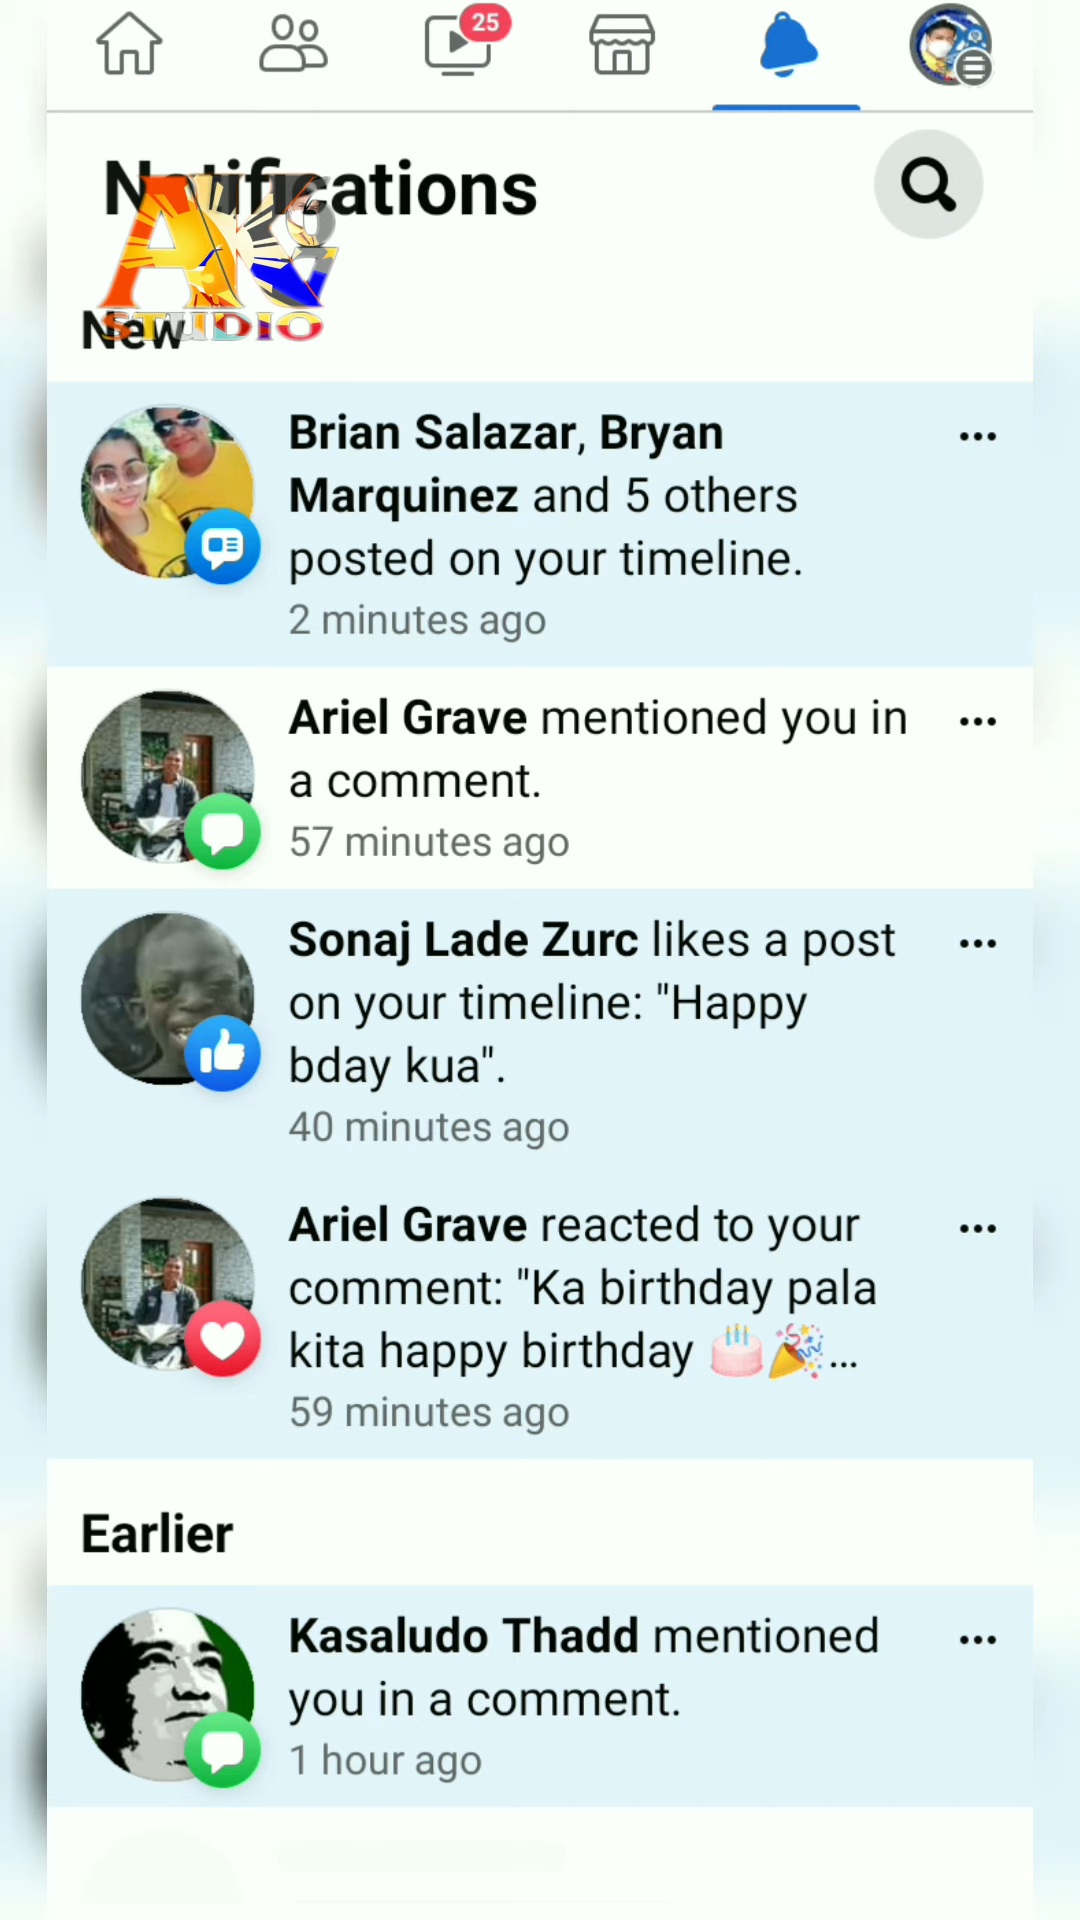 25
Notifications
AK
07
STUDIO
New
Brian Salazar, Bryan
Marquinez and 5 others
posted on your timeline.
2 minutes ago
Ariel Grave mentioned you in
a comment.
57 minutes ago
Sonaj Lade Zurc likes a post
on your timeline: "Happy
bday kua".
40 minutes ago
Ariel Grave reacted to your
comment: "Ka birthday pala
kita happy birthday 🎂🎉...
59 minutes ago
Earlier
Kasaludo Thadd mentioned
you in a comment.
1 hour ago